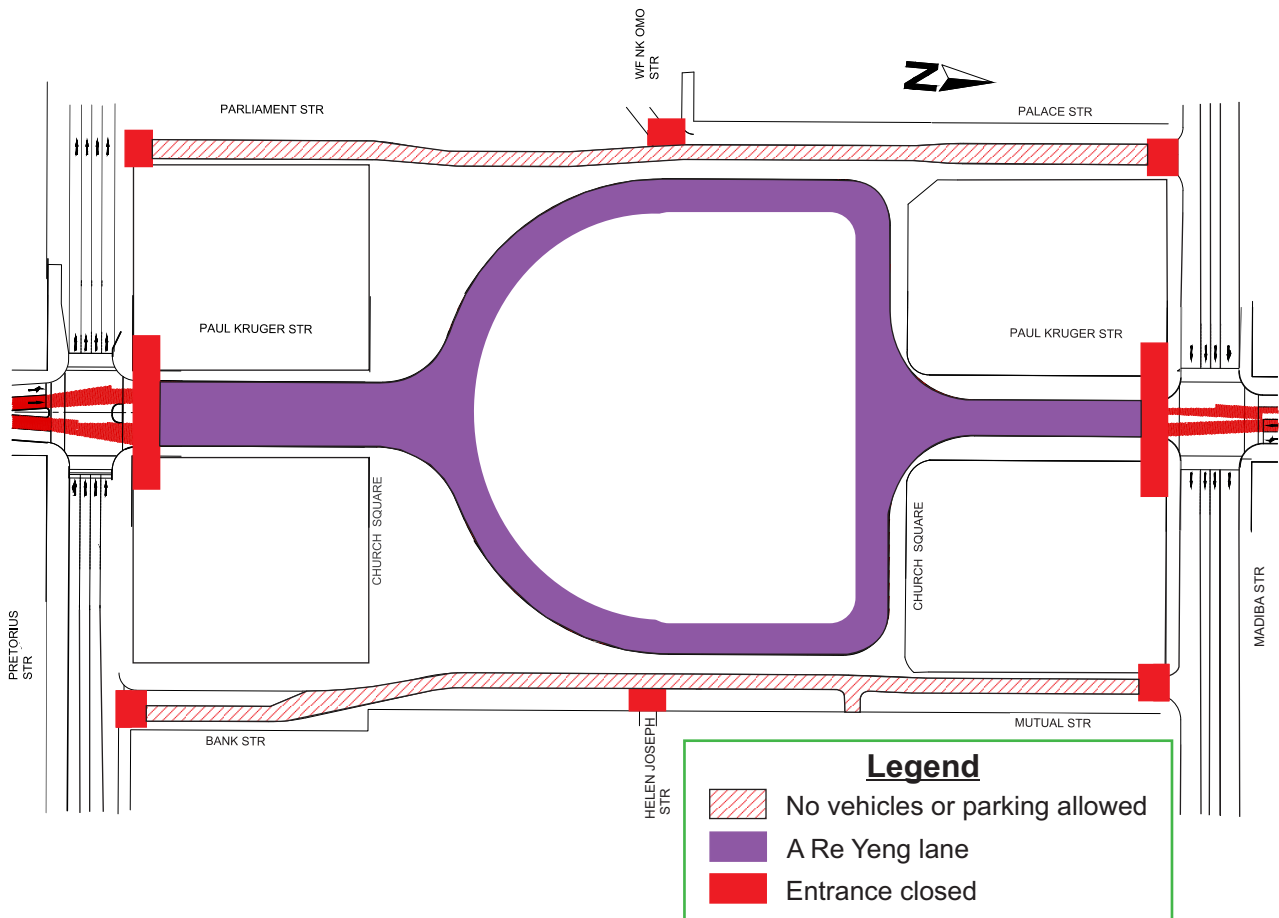 WF NK OMO
STR
N
PARLIAMENT STR
PALACE STR
PAUL KRUGER STR
PAUL KRUGER STR
CHURCH SQUARE
CHURCH SQUARE
PRETORIUS
STR
MADIBA STR
BANK STR
HELEN JOSEPH
STR
MUTUAL STR
Legend
No vehicles or parking allowed
A Re Yeng lane
Entrance closed